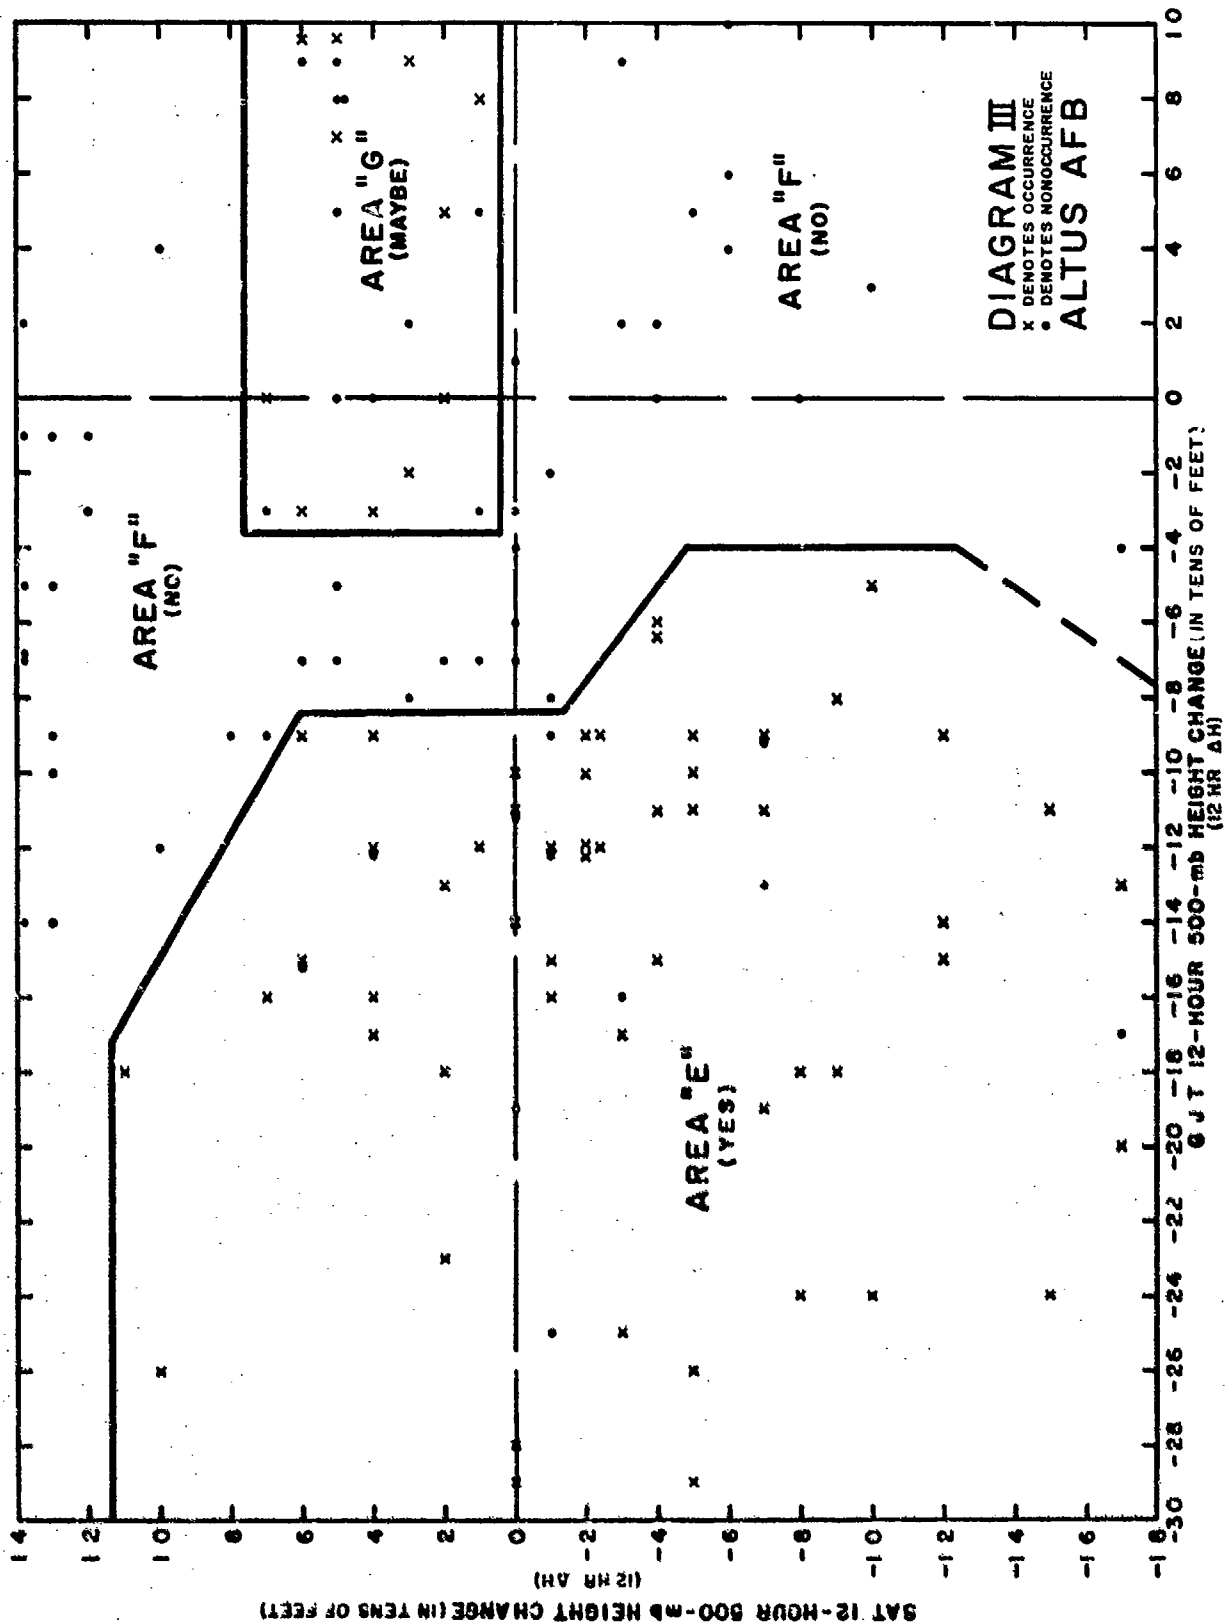 14
12
10
8
6
4
2
0
-2
-4
-6
-8
-10
-12
-14
-16
SAT 12-HOUR 500-mb HEIGHT CHANGE (IN TENS OF FEET)
(12 HR ΔH)
AREA "F"
(NO)
AREA "G"
(MAYBE)
AREA "E"
(YES)
AREA "F"
(NO)
DIAGRAM III
x DENOTES OCCURRENCE
• DENOTES NONOCCURRENCE
ALTUS AFB
-30 -28 -26 -24 -22 -20 -18 -16 -14 -12 -10 -8 -6 -4 -2 0 2 4 6 8 10
GJT 12-HOUR 500-mb HEIGHT CHANGE (IN TENS OF FEET)
(12 HR ΔH)